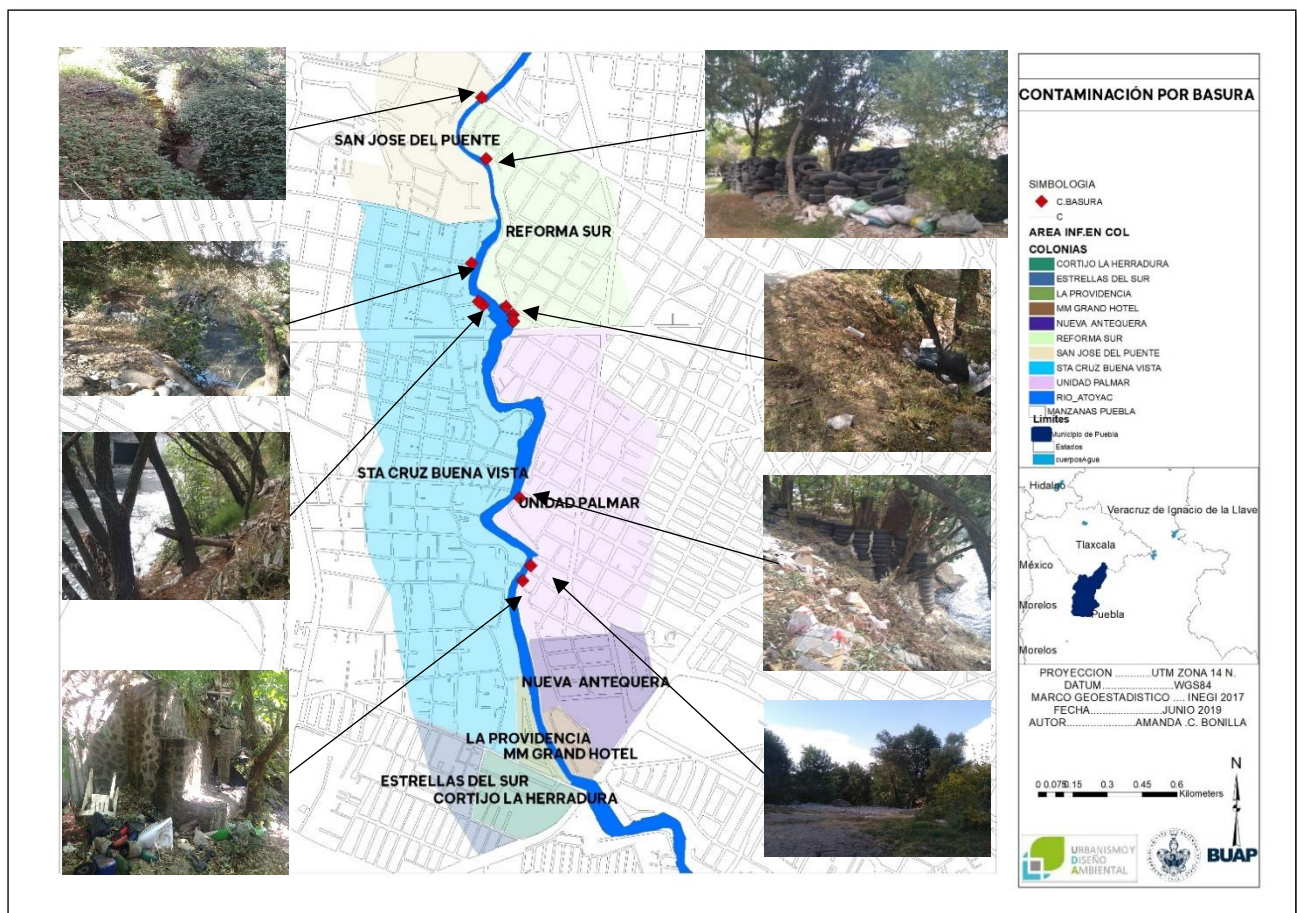 SAN JOSE DEL PUENTE
REFORMA SUR
STA CRUZ BUENA VISTA
UNIDAD PALMAR
NUEVA ANTEQUERA
LA PROVIDENCIA
MM GRAND HOTEL
ESTRELLAS DEL SUR
CORTIJO LA HERRADURA
CONTAMINACIÓN POR BASURA
SIMBOLOGIA
C.BASURA
C
AREA INF.EN COL
COLONIAS
CORTIJO LA HERRADURA
ESTRELLAS DEL SUR
LA PROVIDENCIA
MM GRAND HOTEL
NUEVA ANTEQUERA
REFORMA SUR
SAN JOSE DEL PUENTE
STA CRUZ BUENA VISTA
UNIDAD PALMAR
RIO_ATOYAC
MANZANAS PUEBLA
Limites
Municipio de Puebla
Estados
cuerposAgua
Hidalgo
Veracruz de Ignacio de la Llave
Tlaxcala
México
Morelos
Puebla
Morelos
PROYECCION ...........UTM ZONA 14 N.
DATUM.......................WGS84
MARCO GEOESTADISTICO .... INEGI 2017
FECHA.......................JUNIO 2019
AUTOR......................AMANDA .C. BONILLA
N
0 0.075 0.15 0.3 0.45 0.6
Kilometers
URBANISMO Y
DISEÑO
AMBIENTAL
BUAP